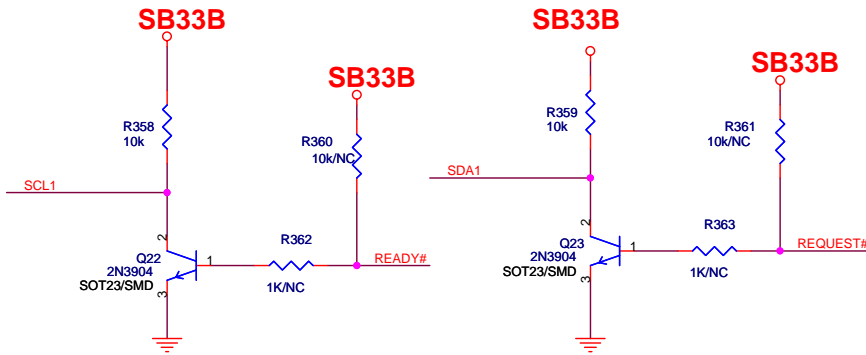 SB33B
R358
10k
SB33B
R360
10k/NC
SCL1
2
Q22
2N3904
SOT23/SMD
3
1
R362
1K/NC
READY#
SB33B
R359
10k
SB33B
R361
10k/NC
SDA1
2
Q23
2N3904
SOT23/SMD
3
1
R363
1K/NC
REQUEST#